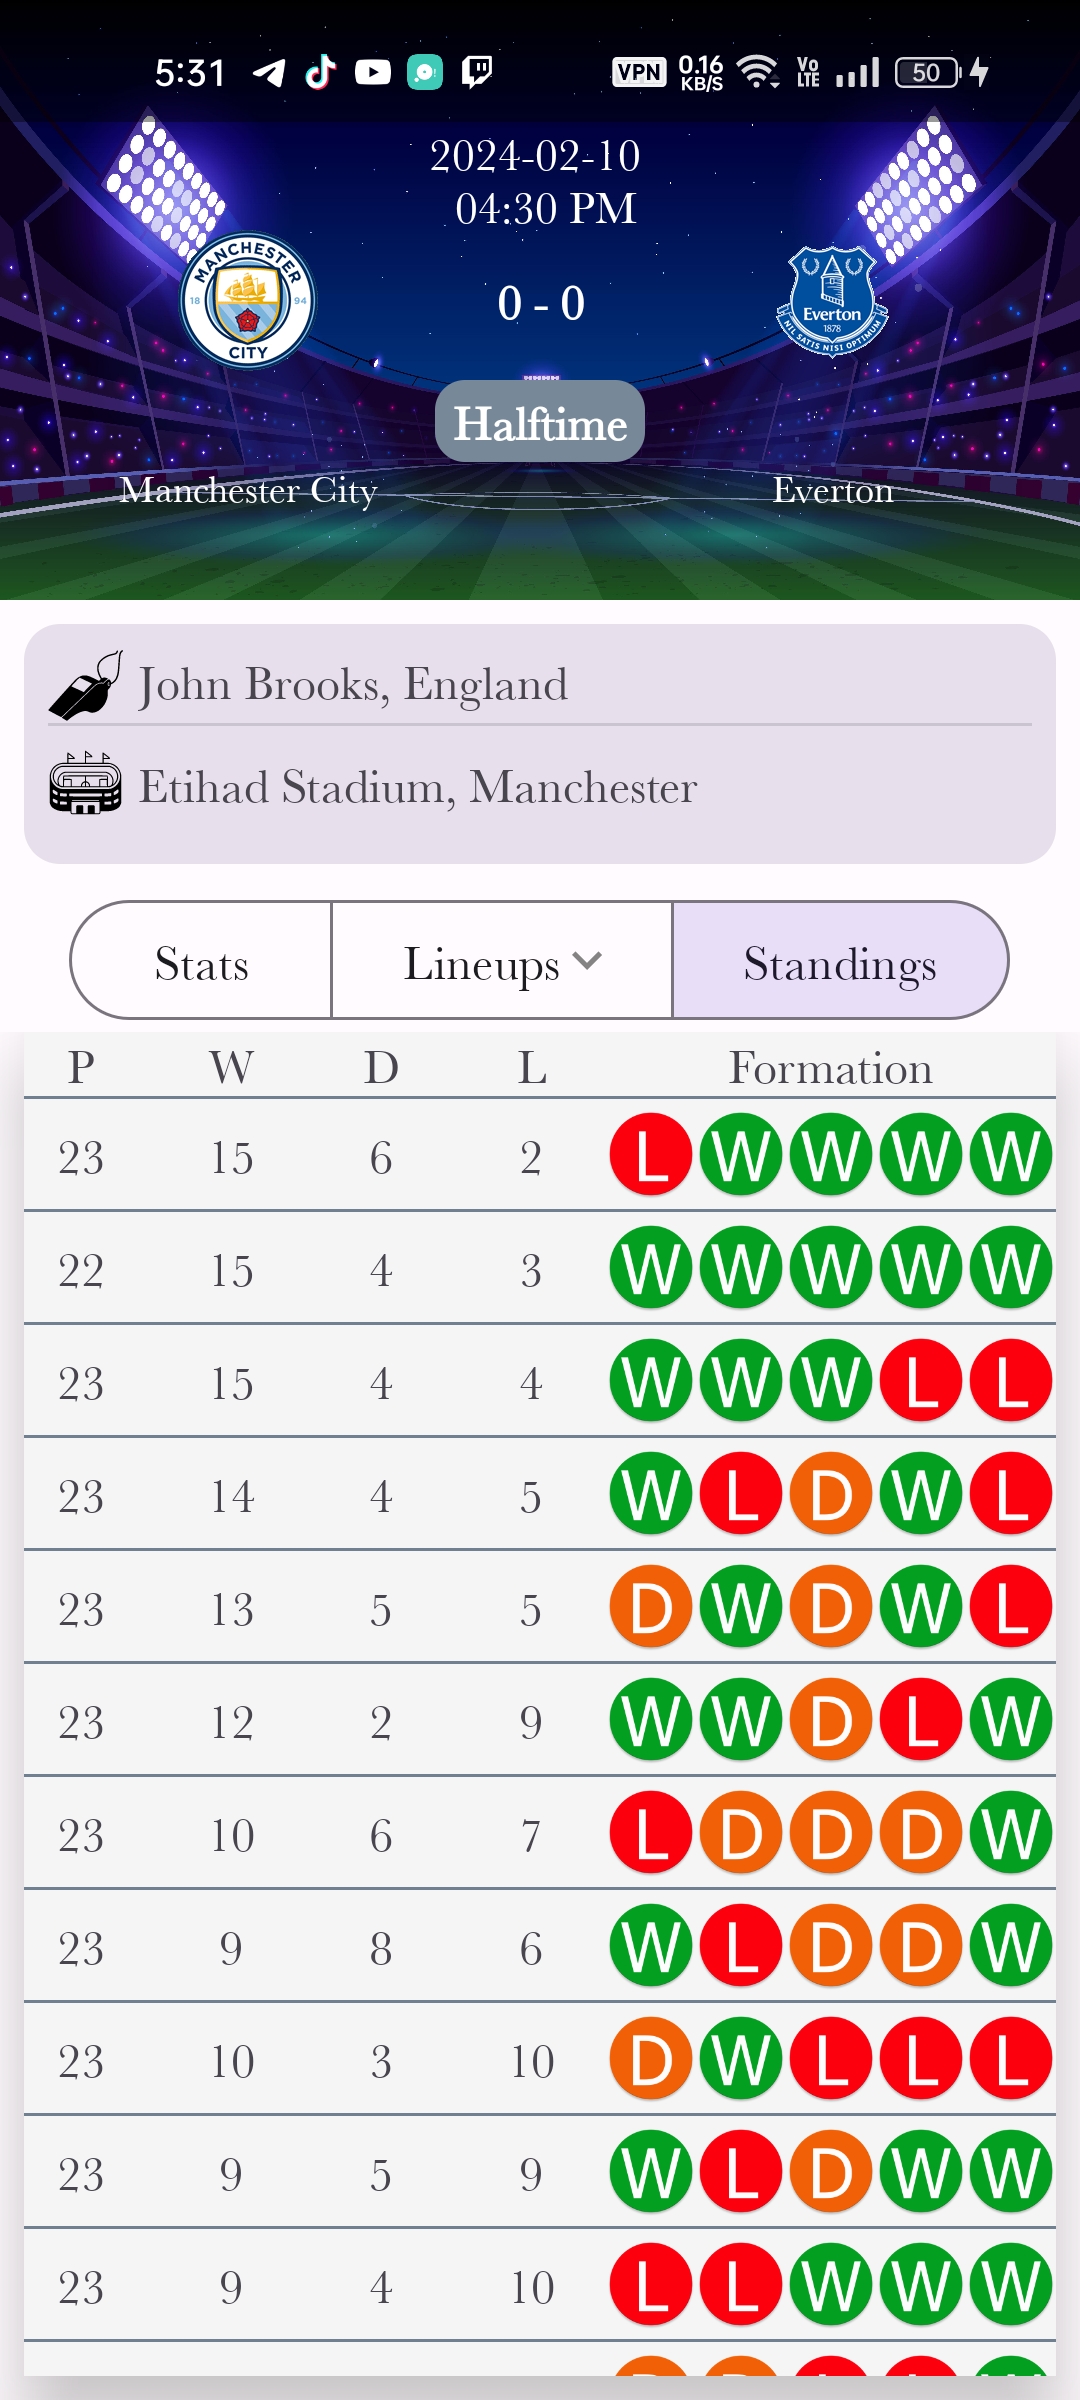 5:31 VPN 0.16 KB/S Vo LTE 50
2024-02-10
04:30 PM
MANCHESTER
18 94
CITY
0 - 0
Everton
1878
NIL SATIS NISI OPTIMUM
Halftime
Manchester City Everton
John Brooks, England
Etihad Stadium, Manchester
Stats Lineups Standings
P W D L Formation
23 15 6 2 L W W W W
22 15 4 3 W W W W W
23 15 4 4 W W W L L
23 14 4 5 W L D W L
23 13 5 5 D W D W L
23 12 2 9 W W D L W
23 10 6 7 L D D D W
23 9 8 6 W L D D W
23 10 3 10 D W L L L
23 9 5 9 W L D W W
23 9 4 10 L L W W W